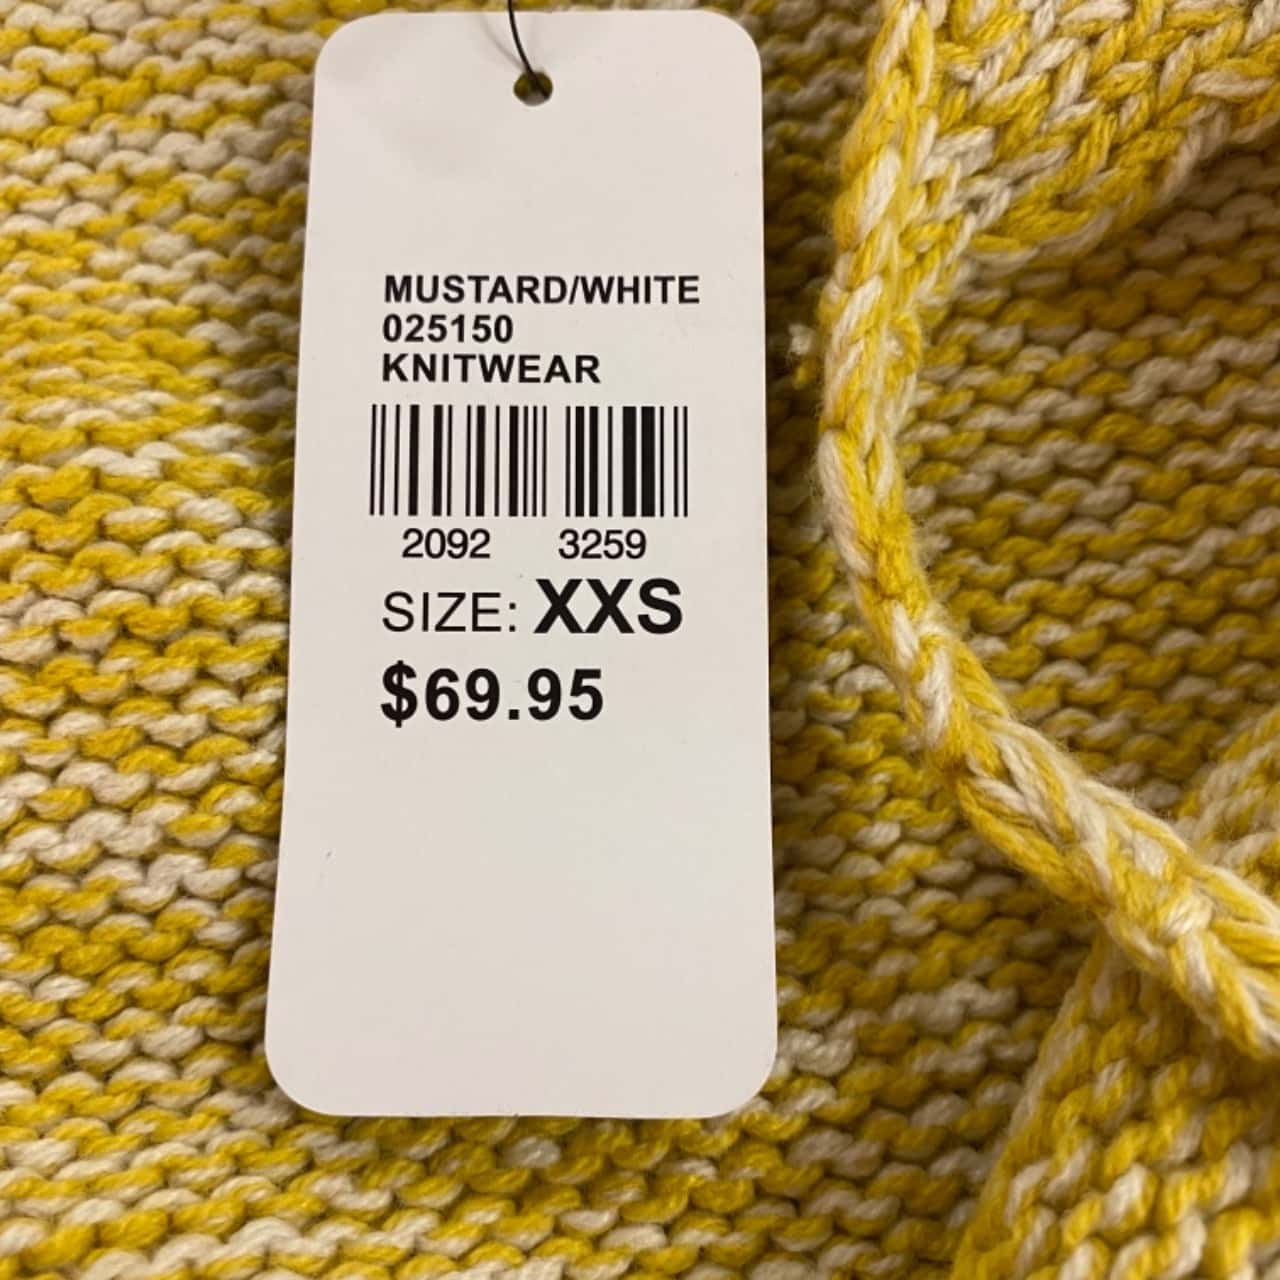 MUSTARD/WHITE
025150
KNITWEAR
2092 3259
SIZE: XXS
$69.95